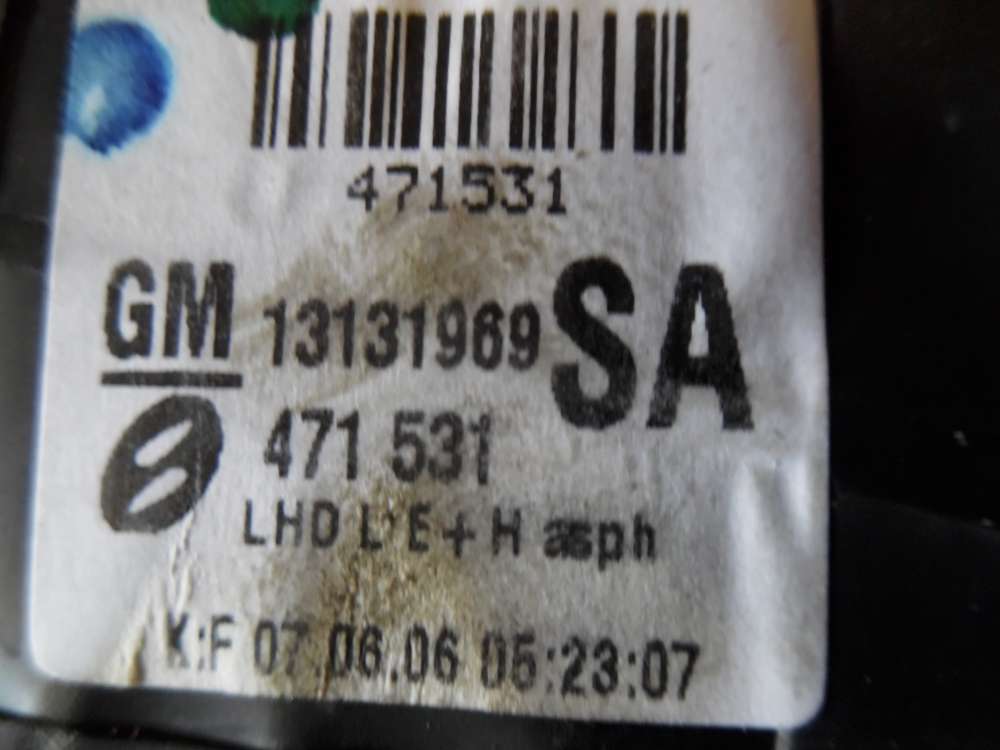 471531
GM 13131969 SA
471 531
LHD L E + H asph
K:F 07.06.06 05:23:07